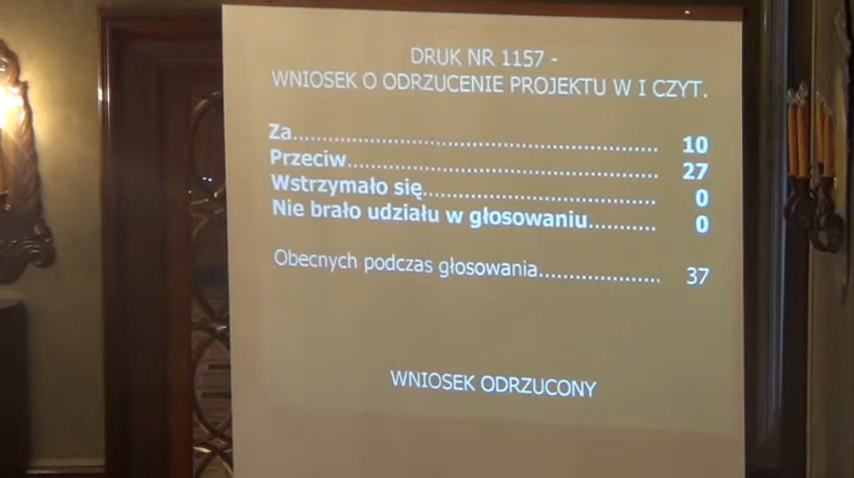 DRUK NR 1157 -
WNIOSEK O ODRZUCENIE PROJEKTU W I CZYT.
Za.......................................................... 10
Przeciw.................................................. 27
Wstrzymało się..................................... 0
Nie brało udziału w głosowaniu........... 0
Obecnych podczas głosowania.................... 37
WNIOSEK ODRZUCONY